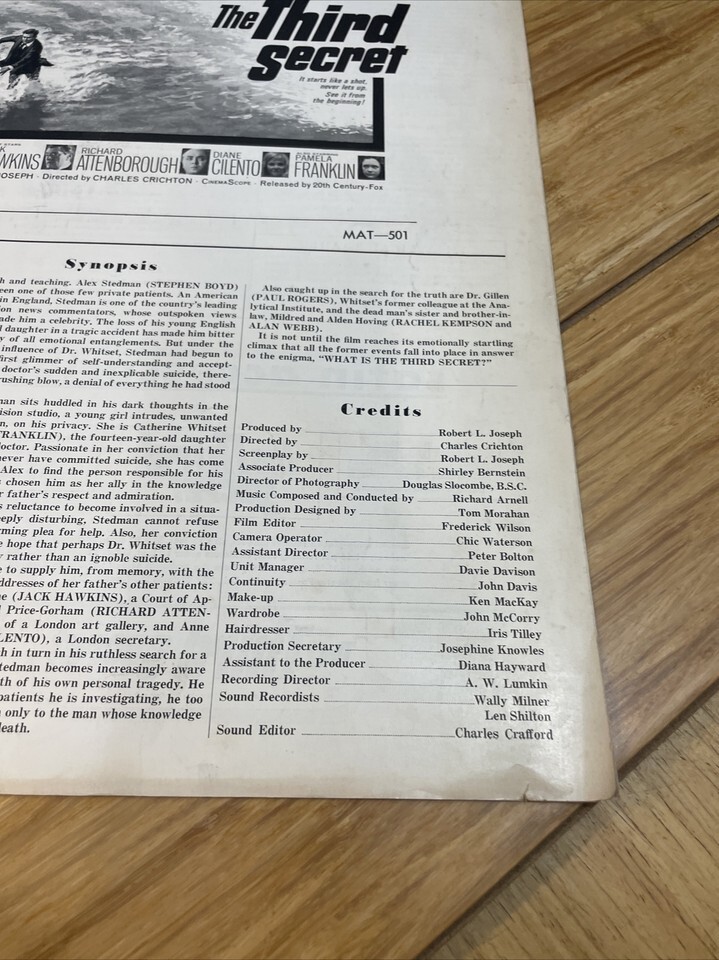 The Third
Secret
It starts like a shot,
never lets up.
See it from
the beginning!
WKINS RICHARD ATTENBOROUGH DIANE CILENTO PAMELA FRANKLIN
JOSEPH · Directed by CHARLES CRICHTON · CINEMASCOPE · Released by 20th Century-Fox
MAT—501
Synopsis
h and teaching. Alex Stedman (STEPHEN BOYD)
een one of those few private patients. An American
in England, Stedman is one of the country's leading
ion news commentators, whose outspoken views
ade him a celebrity. The loss of his young English
d daughter in a tragic accident has made him bitter
y of all emotional entanglements. But under the
influence of Dr. Whitset, Stedman had begun to
first glimmer of self-understanding and accept-
doctor's sudden and inexplicable suicide, there-
rushing blow, a denial of everything he had stood
man sits huddled in his dark thoughts in the
ision studio, a young girl intrudes, unwanted
n, on his privacy. She is Catherine Whitset
FRANKLIN), the fourteen-year-old daughter
doctor. Passionate in her conviction that her
never have committed suicide, she has come
Alex to find the person responsible for his
s chosen him as her ally in the knowledge
r father's respect and admiration.
s reluctance to become involved in a situa-
eeply disturbing, Stedman cannot refuse
rming plea for help. Also, her conviction
e hope that perhaps Dr. Whitset was the
y rather than an ignoble suicide.
e to supply him, from memory, with the
ddresses of her father's other patients:
e (JACK HAWKINS), a Court of Ap-
d Price-Gorham (RICHARD ATTEN-
of a London art gallery, and Anne
LENTO), a London secretary.
h in turn in his ruthless search for a
tedman becomes increasingly aware
th of his own personal tragedy. He
patients he is investigating, he too
n only to the man whose knowledge
death.
Also caught up in the search for the truth are Dr. Gillen
(PAUL ROGERS), Whitset's former colleague at the Ana-
lytical Institute, and the dead man's sister and brother-in-
law, Mildred and Alden Hoving (RACHEL KEMPSON and
ALAN WEBB).
It is not until the film reaches its emotionally startling
climax that all the former events fall into place in answer
to the enigma, "WHAT IS THE THIRD SECRET?"
Credits
Produced by Robert L. Joseph
Directed by Charles Crichton
Screenplay by Robert L. Joseph
Associate Producer Shirley Bernstein
Director of Photography Douglas Slocombe, B.S.C.
Music Composed and Conducted by Richard Arnell
Production Designed by Tom Morahan
Film Editor Frederick Wilson
Camera Operator Chic Waterson
Assistant Director Peter Bolton
Unit Manager Davie Davison
Continuity John Davis
Make-up Ken MacKay
Wardrobe John McCorry
Hairdresser Iris Tilley
Production Secretary Josephine Knowles
Assistant to the Producer Diana Hayward
Recording Director A. W. Lumkin
Sound Recordists Wally Milner
Len Shilton
Sound Editor Charles Crafford